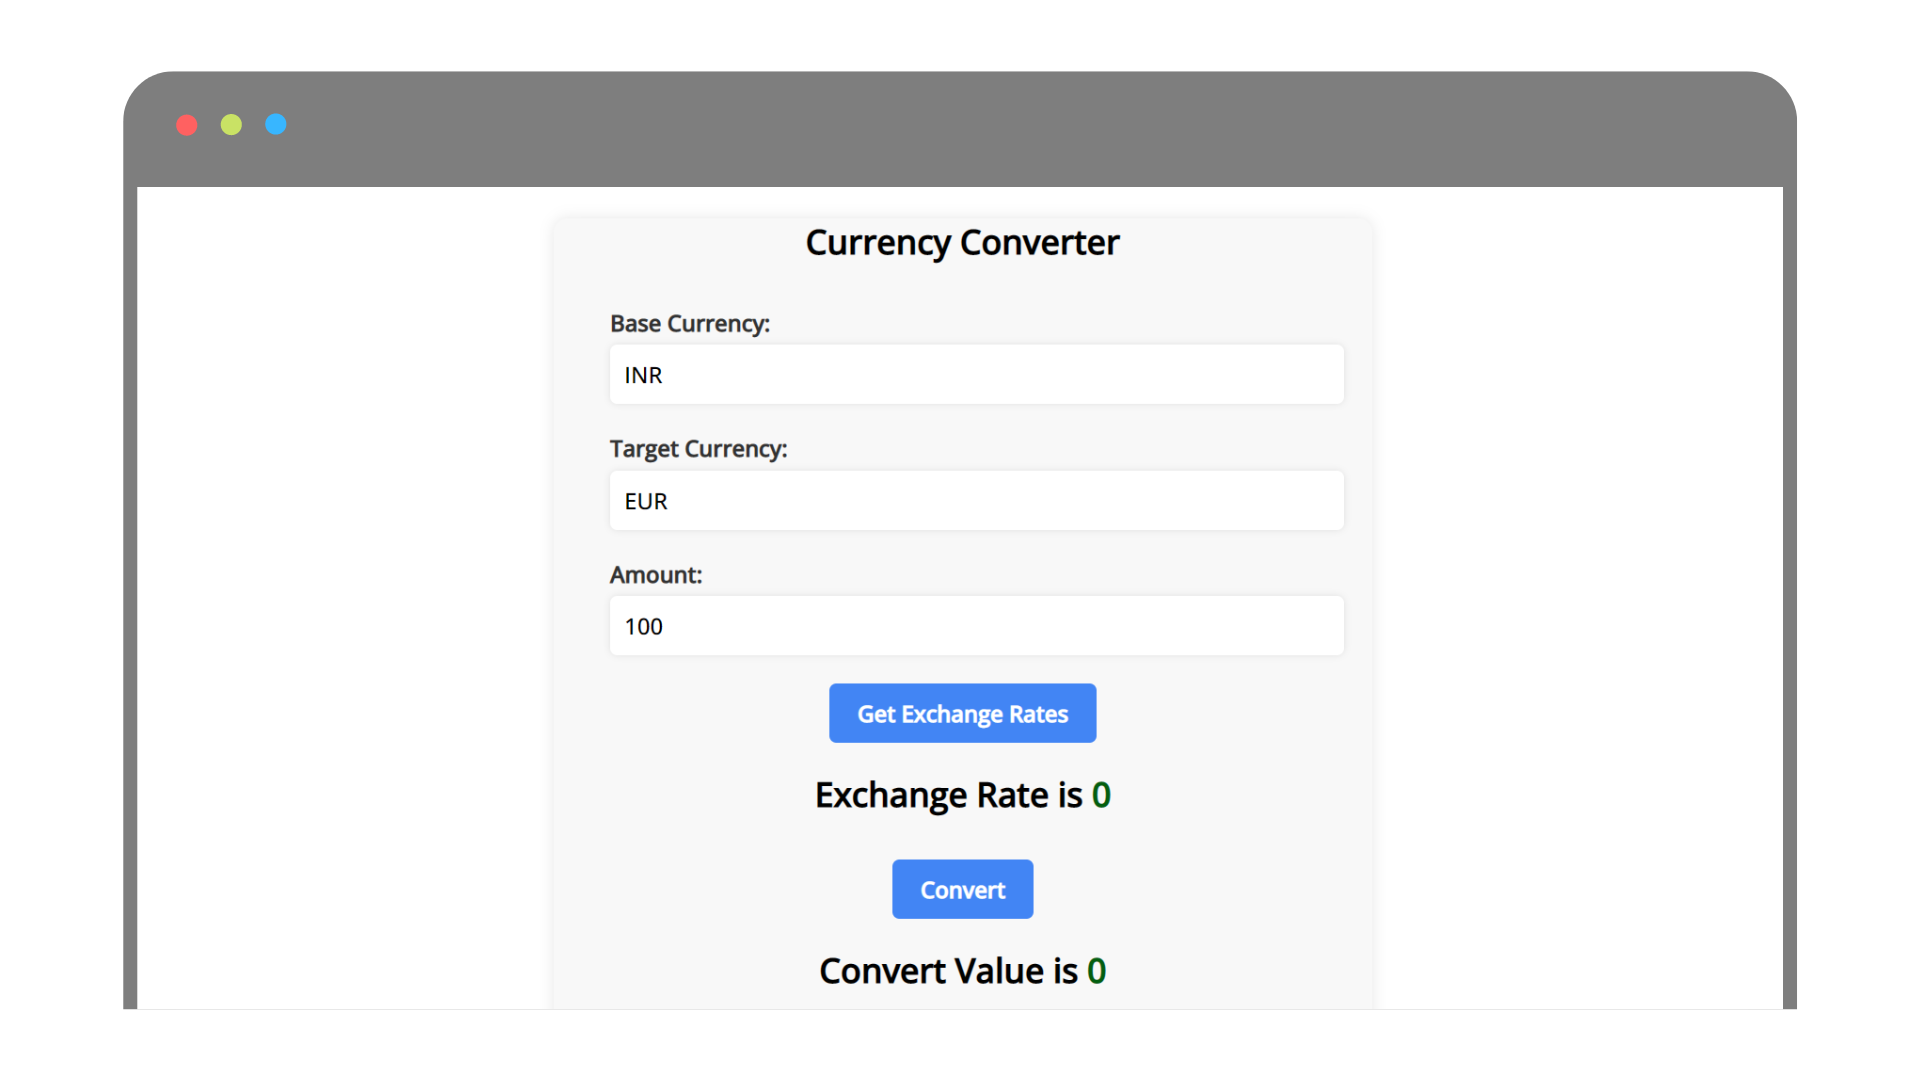 Currency Converter
Base Currency:
INR
Target Currency:
EUR
Amount:
100
Get Exchange Rates
Exchange Rate is 0
Convert
Convert Value is 0